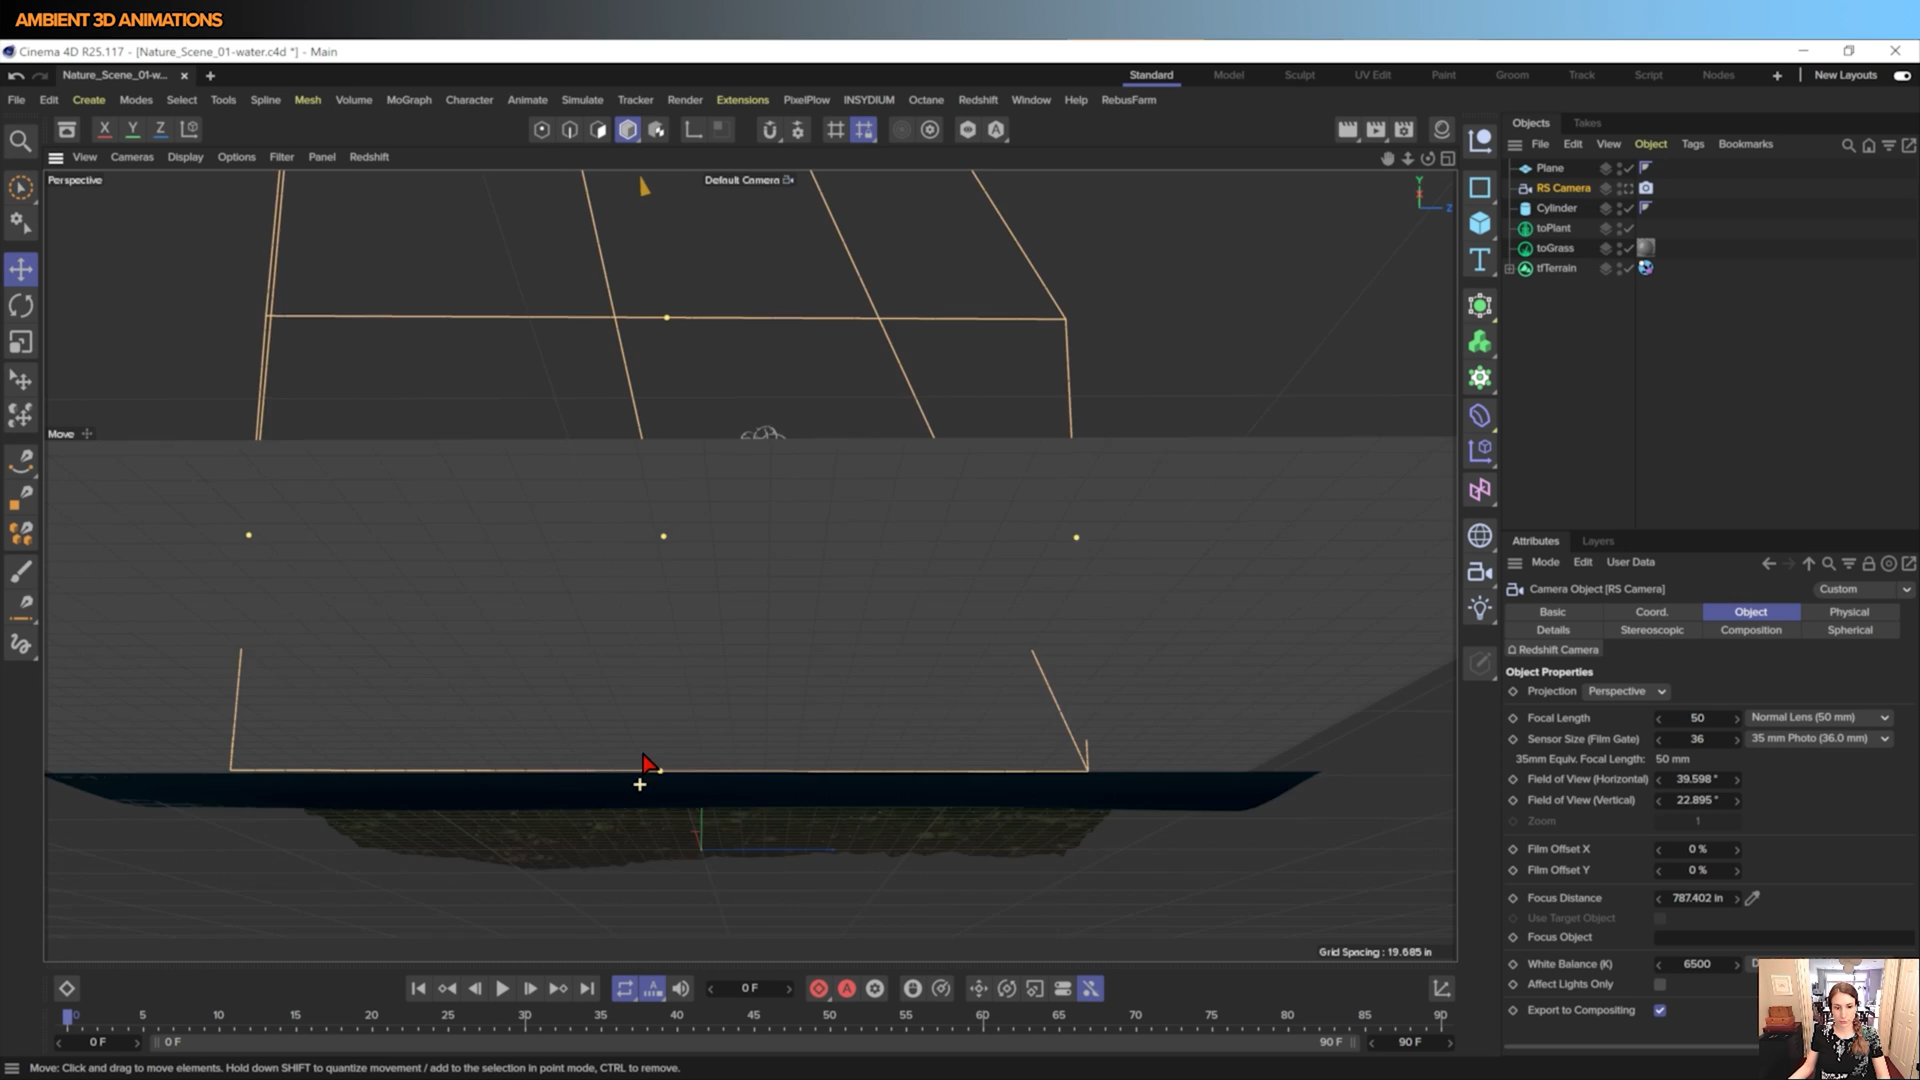 AMBIENT 3D ANIMATIONS
Cinema 4D R25.117 - [Nature_Scene_01-water.c4d *] - Main
Nature_Scene_01-w... × +
Standard Model Sculpt UV Edit Paint Groom Track Script Nodes + New Layouts
File Edit Create Modes Select Tools Spline Mesh Volume MoGraph Character Animate Simulate Tracker Render Extensions PixelPlow INSYDIUM Octane Redshift Window Help RebusFarm
X Y Z
Objects Takes
File Edit View Object Tags Bookmarks
View Cameras Display Options Filter Panel Redshift
Perspective
Default Camera
Y
Z
Plane
RS Camera
Cylinder
toPlant
toGrass
tfTerrain
Move
Grid Spacing : 19.685 in
Attributes Layers
Mode Edit User Data
Camera Object [RS Camera] Custom
Basic Coord. Object Physical
Details Stereoscopic Composition Spherical
Redshift Camera
Object Properties
Projection Perspective
Focal Length 50 Normal Lens (50 mm)
Sensor Size (Film Gate) 36 35 mm Photo (36.0 mm)
35mm Equiv. Focal Length: 50 mm
Field of View (Horizontal) 39.598 °
Field of View (Vertical) 22.895 °
Zoom 1
Film Offset X 0 %
Film Offset Y 0 %
Focus Distance 787.402 in
Use Target Object
Focus Object
White Balance (K) 6500 D
Affect Lights Only
Export to Compositing
0 F
0 5 10 15 20 25 30 35 40 45 50 55 60 65 70 75 80 85 90
0 F 0 F 90 F 90 F
Move: Click and drag to move elements. Hold down SHIFT to quantize movement / add to the selection in point mode, CTRL to remove.